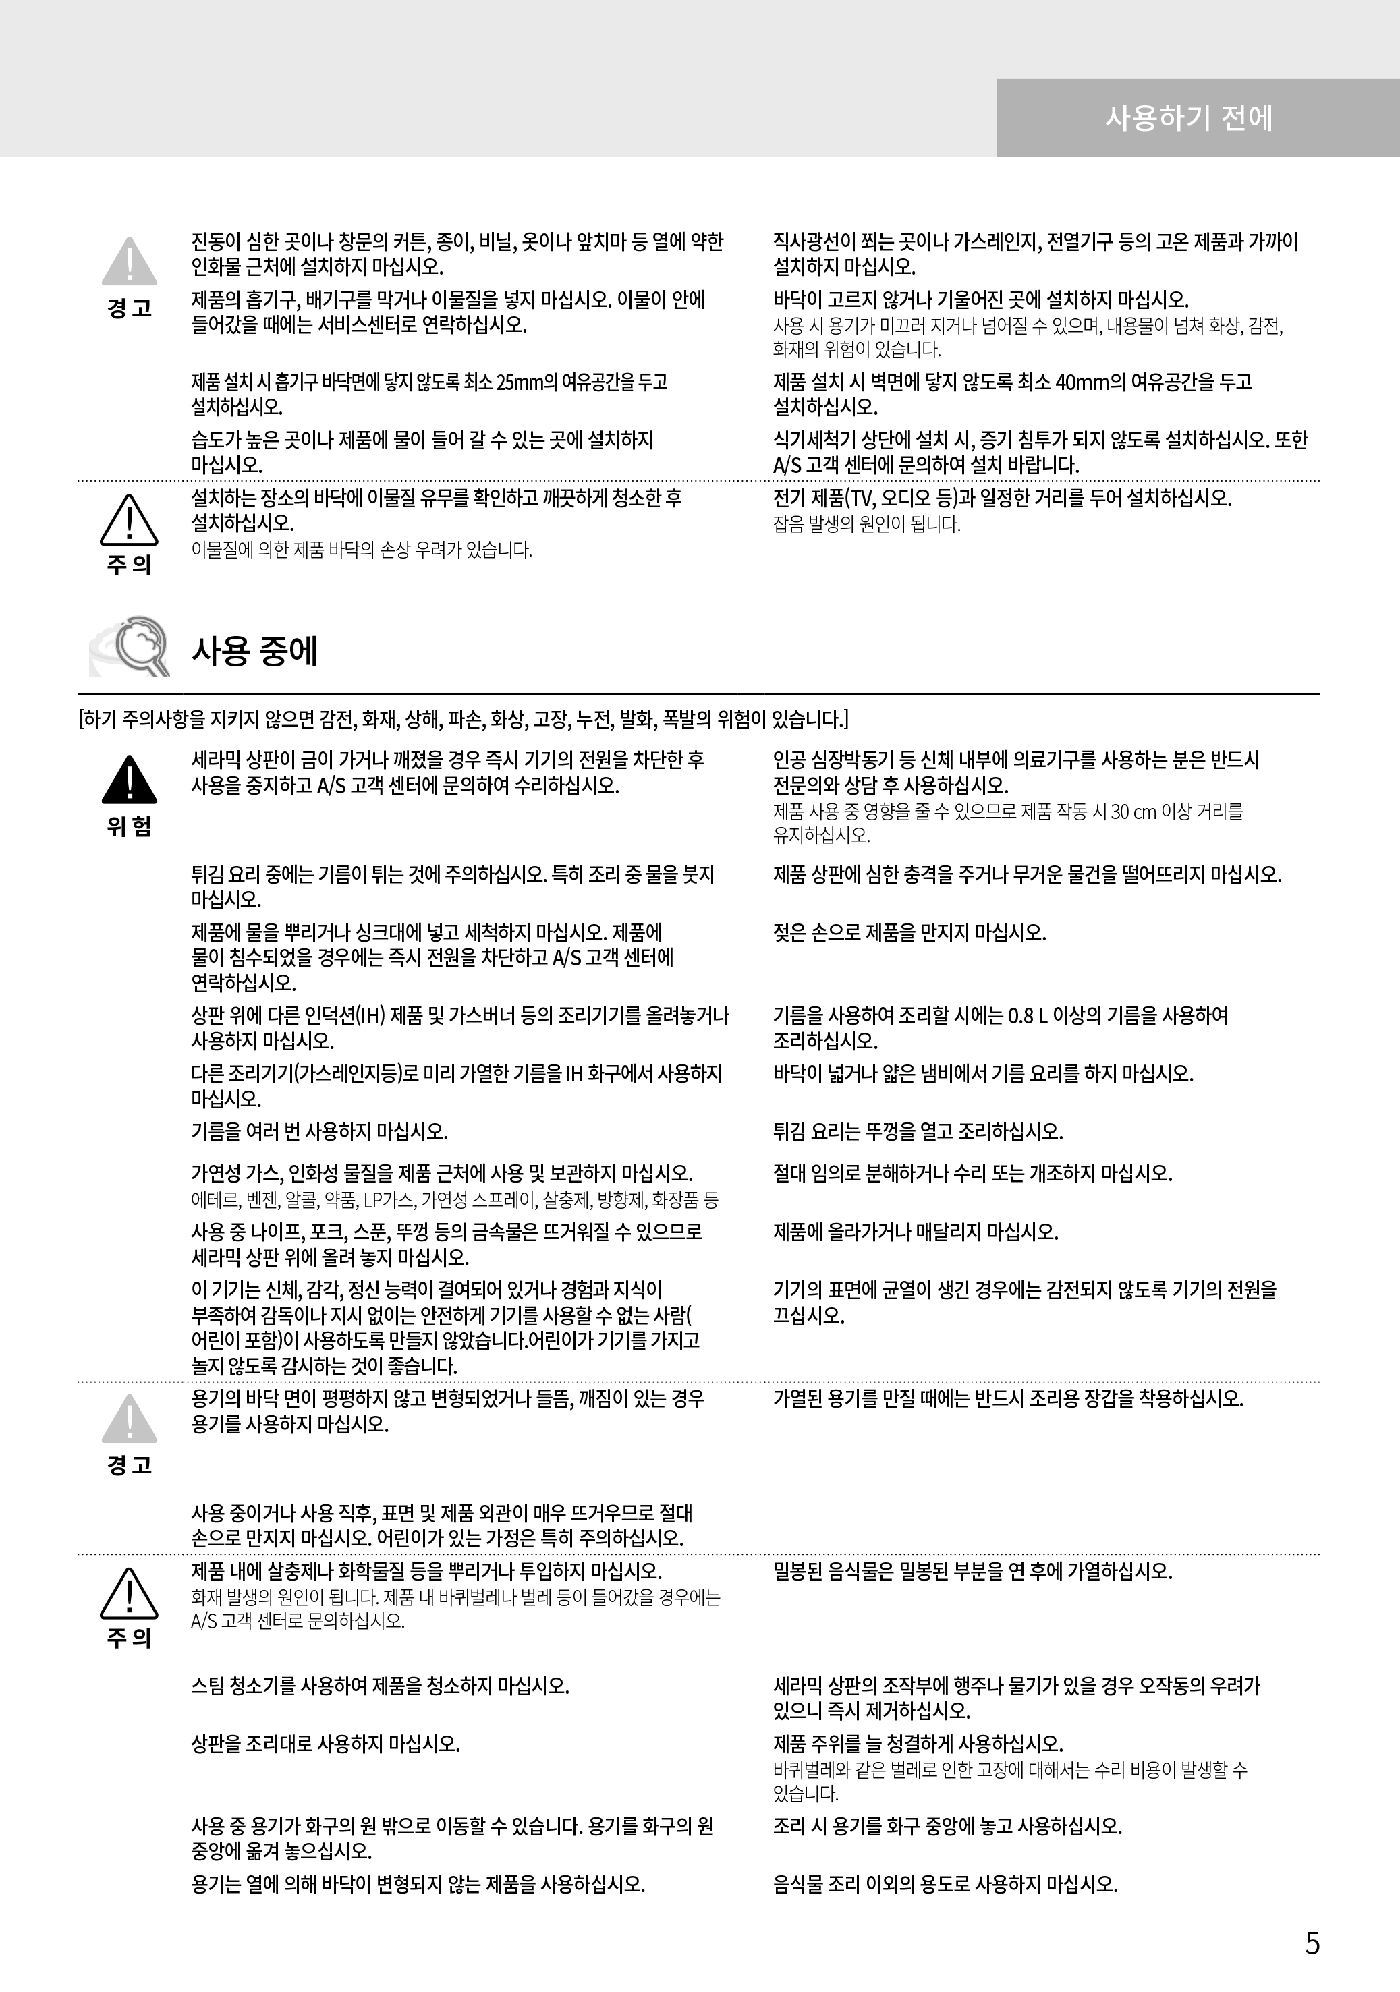 사용하기 전에
경고
진동이 심한 곳이나 창문의 커튼, 종이, 비닐, 옷이나 앞치마 등 열에 약한
인화물 근처에 설치하지 마십시오.
직사광선이 쬐는 곳이나 가스레인지, 전열기구 등의 고온 제품과 가까이
설치하지 마십시오.
제품의 흡기구, 배기구를 막거나 이물질을 넣지 마십시오. 이물이 안에
들어갔을 때에는 서비스센터로 연락하십시오.
바닥이 고르지 않거나 기울어진 곳에 설치하지 마십시오.
사용 시 용기가 미끄러 지거나 넘어질 수 있으며, 내용물이 넘쳐 화상, 감전,
화재의 위험이 있습니다.
제품 설치 시 흡기구 바닥면에 닿지 않도록 최소 25mm의 여유공간을 두고
설치하십시오.
제품 설치 시 벽면에 닿지 않도록 최소 40mm의 여유공간을 두고
설치하십시오.
습도가 높은 곳이나 제품에 물이 들어 갈 수 있는 곳에 설치하지
마십시오.
식기세척기 상단에 설치 시, 증기 침투가 되지 않도록 설치하십시오. 또한
A/S 고객 센터에 문의하여 설치 바랍니다.
주의
설치하는 장소의 바닥에 이물질 유무를 확인하고 깨끗하게 청소한 후
설치하십시오.
이물질에 의한 제품 바닥의 손상 우려가 있습니다.
전기 제품(TV, 오디오 등)과 일정한 거리를 두어 설치하십시오.
잡음 발생의 원인이 됩니다.
사용 중에
[하기 주의사항을 지키지 않으면 감전, 화재, 상해, 파손, 화상, 고장, 누전, 발화, 폭발의 위험이 있습니다.]
위험
세라믹 상판이 금이 가거나 깨졌을 경우 즉시 기기의 전원을 차단한 후
사용을 중지하고 A/S 고객 센터에 문의하여 수리하십시오.
인공 심장박동기 등 신체 내부에 의료기구를 사용하는 분은 반드시
전문의와 상담 후 사용하십시오.
제품 사용 중 영향을 줄 수 있으므로 제품 작동 시 30 cm 이상 거리를
유지하십시오.
튀김 요리 중에는 기름이 튀는 것에 주의하십시오. 특히 조리 중 물을 붓지
마십시오.
제품 상판에 심한 충격을 주거나 무거운 물건을 떨어뜨리지 마십시오.
제품에 물을 뿌리거나 싱크대에 넣고 세척하지 마십시오. 제품에
물이 침수되었을 경우에는 즉시 전원을 차단하고 A/S 고객 센터에
연락하십시오.
젖은 손으로 제품을 만지지 마십시오.
상판 위에 다른 인덕션(IH) 제품 및 가스버너 등의 조리기기를 올려놓거나
사용하지 마십시오.
기름을 사용하여 조리할 시에는 0.8 L 이상의 기름을 사용하여
조리하십시오.
다른 조리기기(가스레인지등)로 미리 가열한 기름을 IH 화구에서 사용하지
마십시오.
바닥이 넓거나 얇은 냄비에서 기름 요리를 하지 마십시오.
기름을 여러 번 사용하지 마십시오.
튀김 요리는 뚜껑을 열고 조리하십시오.
가연성 가스, 인화성 물질을 제품 근처에 사용 및 보관하지 마십시오.
에테르, 벤젠, 알콜, 약품, LP가스, 가연성 스프레이, 살충제, 방향제, 화장품 등
절대 임의로 분해하거나 수리 또는 개조하지 마십시오.
사용 중 나이프, 포크, 스푼, 뚜껑 등의 금속물은 뜨거워질 수 있으므로
세라믹 상판 위에 올려 놓지 마십시오.
제품에 올라가거나 매달리지 마십시오.
이 기기는 신체, 감각, 정신 능력이 결여되어 있거나 경험과 지식이
부족하여 감독이나 지시 없이는 안전하게 기기를 사용할 수 없는 사람(
어린이 포함)이 사용하도록 만들지 않았습니다.어린이가 기기를 가지고
놀지 않도록 감시하는 것이 좋습니다.
기기의 표면에 균열이 생긴 경우에는 감전되지 않도록 기기의 전원을
끄십시오.
경고
용기의 바닥 면이 평평하지 않고 변형되었거나 들뜸, 깨짐이 있는 경우
용기를 사용하지 마십시오.
가열된 용기를 만질 때에는 반드시 조리용 장갑을 착용하십시오.
사용 중이거나 사용 직후, 표면 및 제품 외관이 매우 뜨거우므로 절대
손으로 만지지 마십시오. 어린이가 있는 가정은 특히 주의하십시오.
주의
제품 내에 살충제나 화학물질 등을 뿌리거나 투입하지 마십시오.
화재 발생의 원인이 됩니다. 제품 내 바퀴벌레나 벌레 등이 들어갔을 경우에는
A/S 고객 센터로 문의하십시오.
밀봉된 음식물은 밀봉된 부분을 연 후에 가열하십시오.
스팀 청소기를 사용하여 제품을 청소하지 마십시오.
세라믹 상판의 조작부에 행주나 물기가 있을 경우 오작동의 우려가
있으니 즉시 제거하십시오.
상판을 조리대로 사용하지 마십시오.
제품 주위를 늘 청결하게 사용하십시오.
바퀴벌레와 같은 벌레로 인한 고장에 대해서는 수리 비용이 발생할 수
있습니다.
사용 중 용기가 화구의 원 밖으로 이동할 수 있습니다. 용기를 화구의 원
중앙에 옮겨 놓으십시오.
조리 시 용기를 화구 중앙에 놓고 사용하십시오.
용기는 열에 의해 바닥이 변형되지 않는 제품을 사용하십시오.
음식물 조리 이외의 용도로 사용하지 마십시오.
5